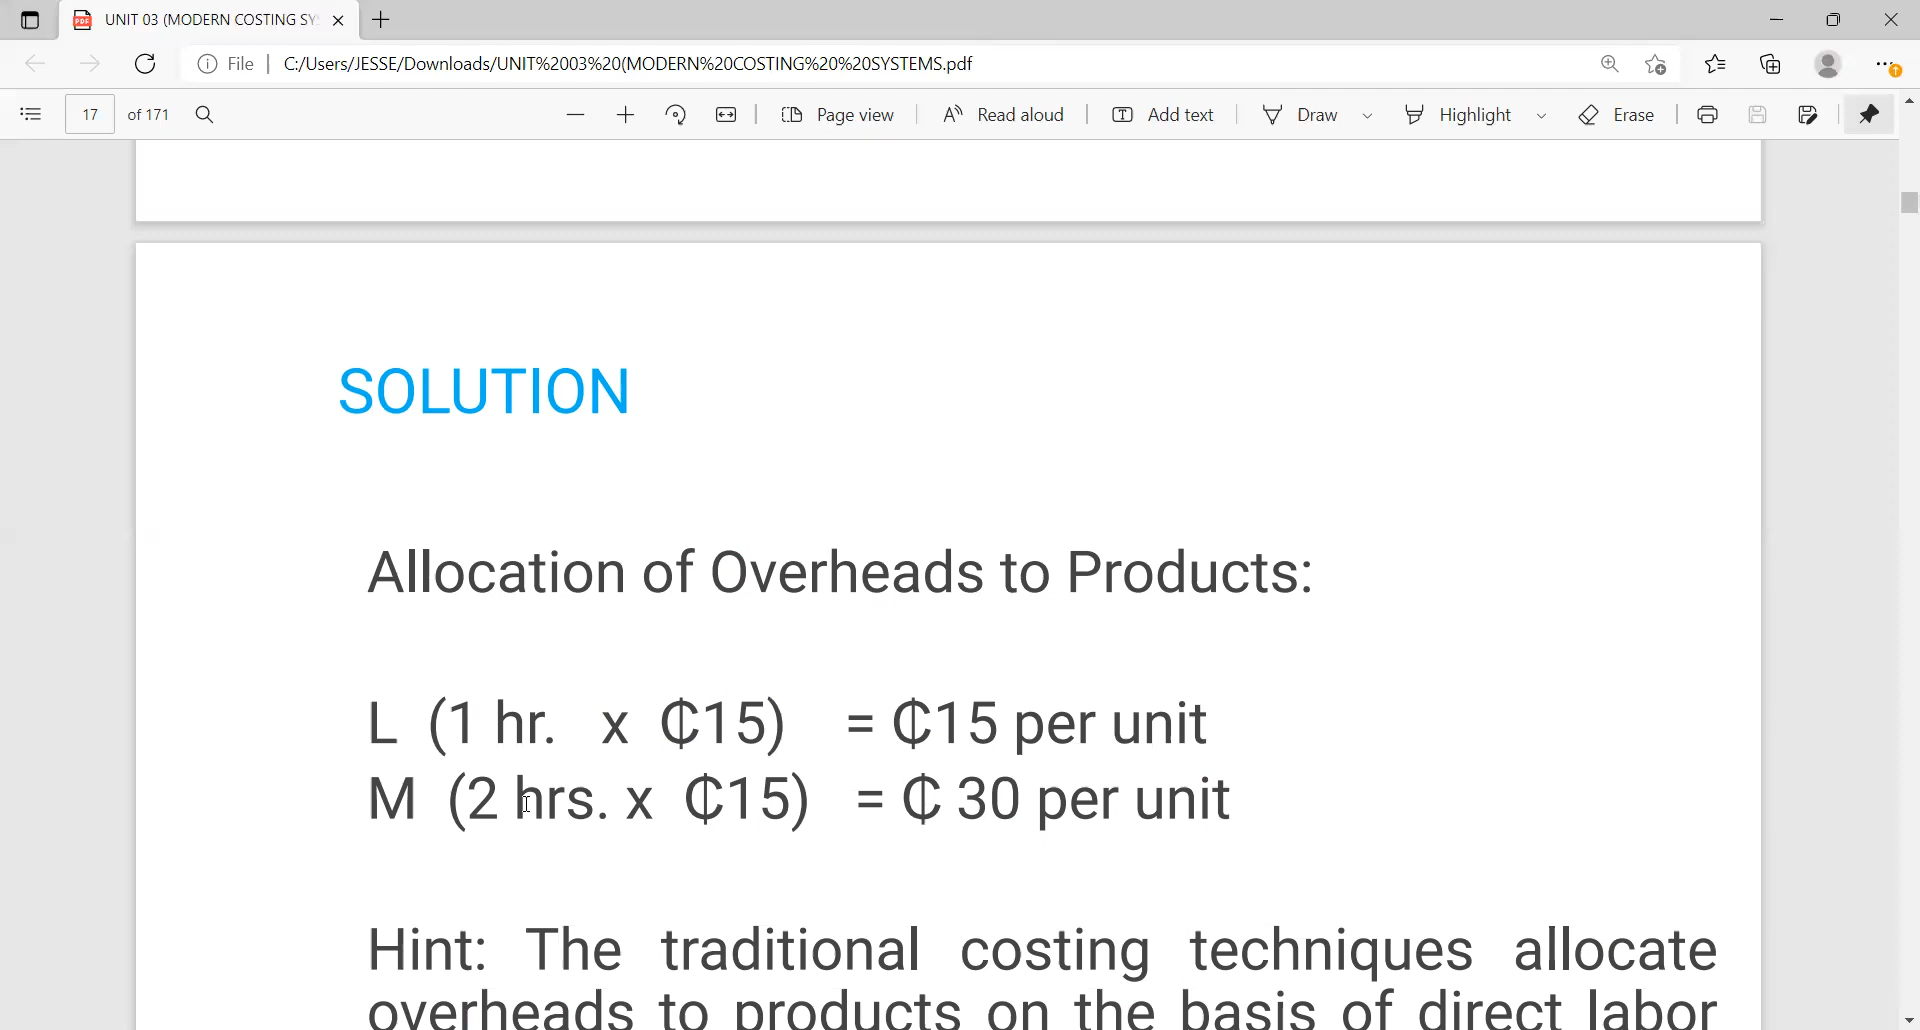 UNIT 03 (MODERN COSTING SY
File
C:/Users/JESSE/Downloads/UNIT%2003%20(MODERN%20COSTING%20%20SYSTEMS.pdf
17 of 171
Page view
Read aloud
Add text
Draw
Highlight
Erase
SOLUTION
Allocation of Overheads to Products:
L (1 hr. x ₵15) = ₵15 per unit
M (2 hrs. x ₵15) = ₵ 30 per unit
Hint: The traditional costing techniques allocate
overheads to products on the basis of direct labor